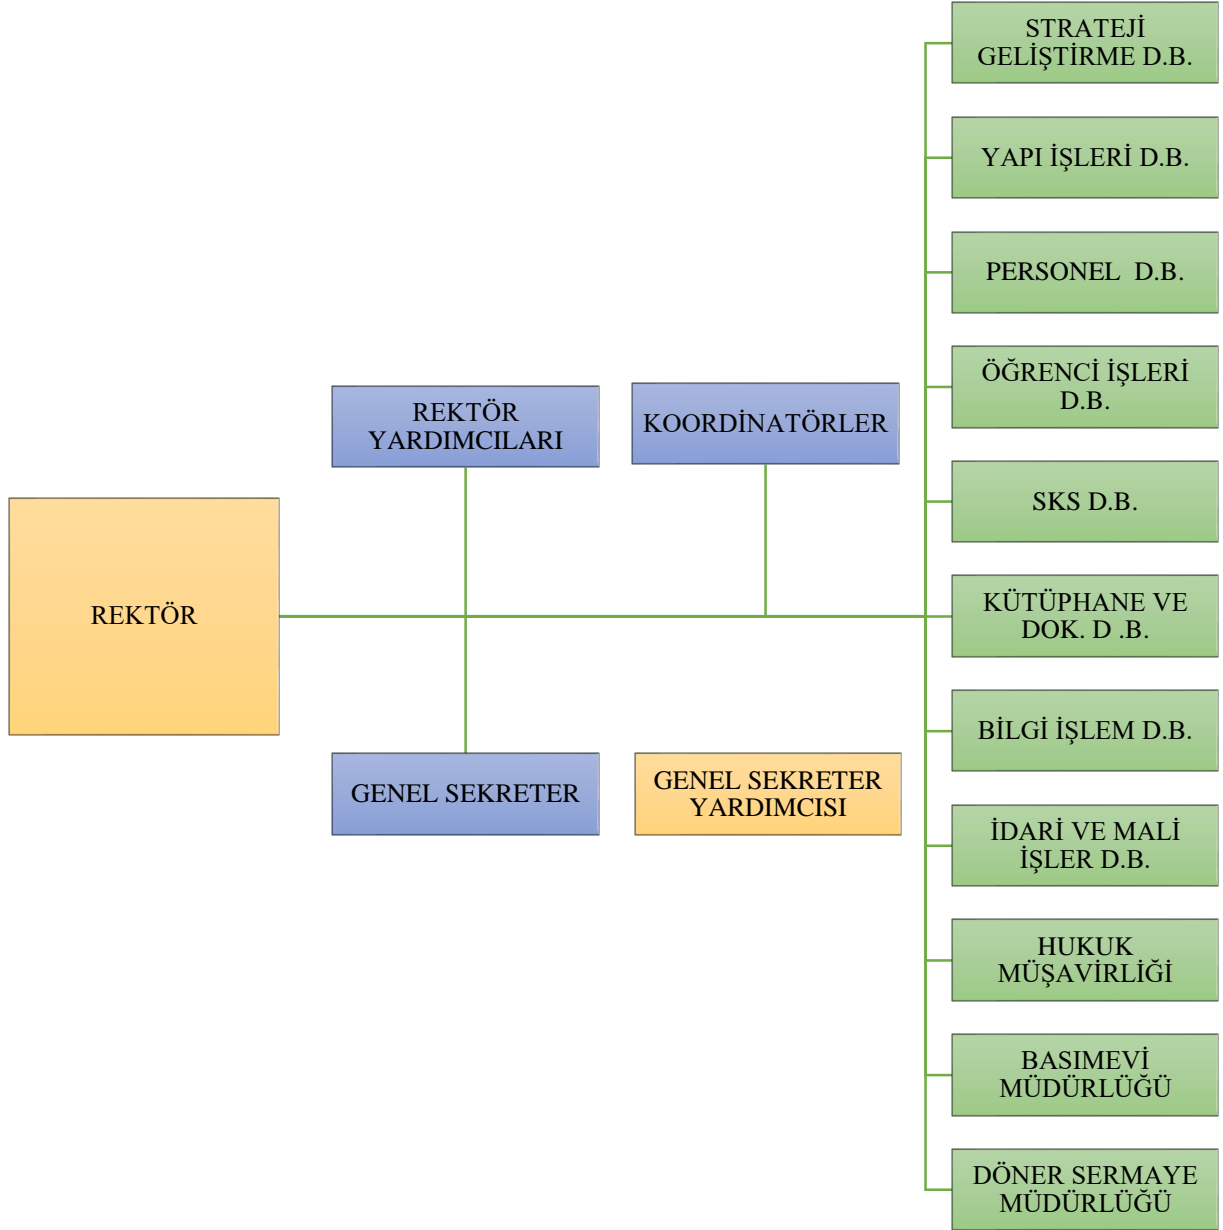 REKTÖR
REKTÖR
YARDIMCILARI
KOORDİNATÖRLER
GENEL SEKRETER
GENEL SEKRETER
YARDIMCISI
STRATEJİ
GELİŞTİRME D.B.
YAPI İŞLERİ D.B.
PERSONEL  D.B.
ÖĞRENCİ İŞLERİ
D.B.
SKS D.B.
KÜTÜPHANE VE
DOK. D .B.
BİLGİ İŞLEM D.B.
İDARİ VE MALİ
İŞLER D.B.
HUKUK
MÜŞAVİRLİĞİ
BASIMEVİ
MÜDÜRLÜĞÜ
DÖNER SERMAYE
MÜDÜRLÜĞÜ